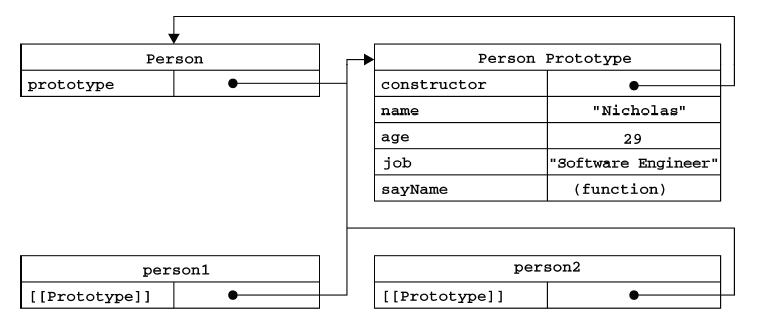 Person
prototype
Person Prototype
constructor
name "Nicholas"
age 29
job "Software Engineer"
sayName (function)
person1
[[Prototype]]
person2
[[Prototype]]